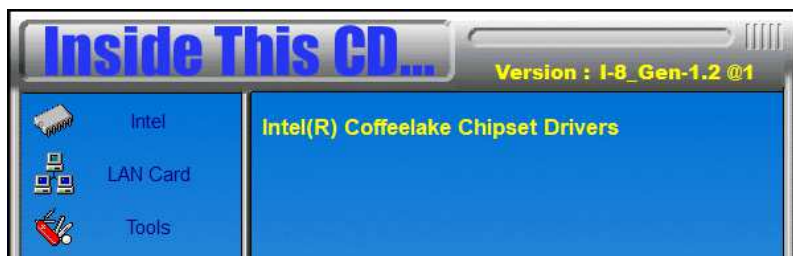 Inside This CD...
Version : I-8_Gen-1.2 @1
Intel
Intel(R) Coffeelake Chipset Drivers
LAN Card
Tools